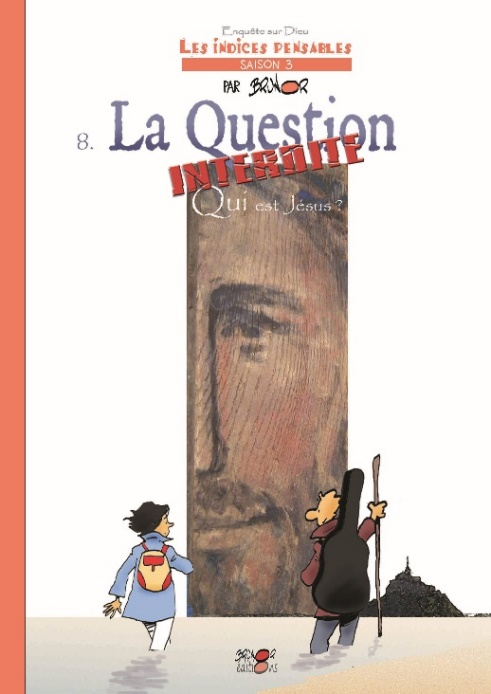 Enquête sur Dieu
LES INDICES PENSABLES
SAISON 3
PAR BRUNOR
8. La Question
INTERDITE
Qui est Jésus ?
BRUNOR
éditions